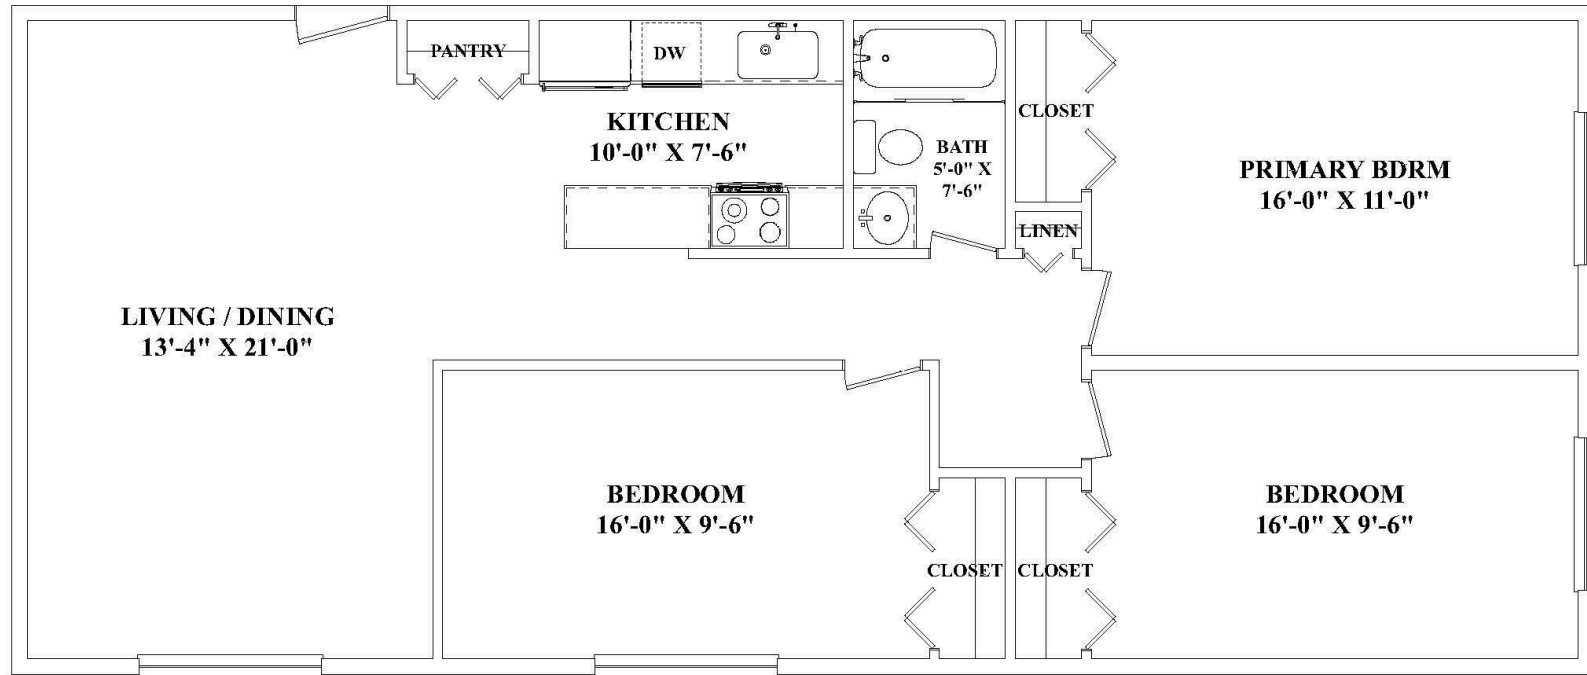 PANTRY
DW
KITCHEN
10'-0" X 7'-6"
BATH
5'-0" X
7'-6"
CLOSET
LINEN
PRIMARY BDRM
16'-0" X 11'-0"
LIVING / DINING
13'-4" X 21'-0"
BEDROOM
16'-0" X 9'-6"
CLOSET
CLOSET
BEDROOM
16'-0" X 9'-6"